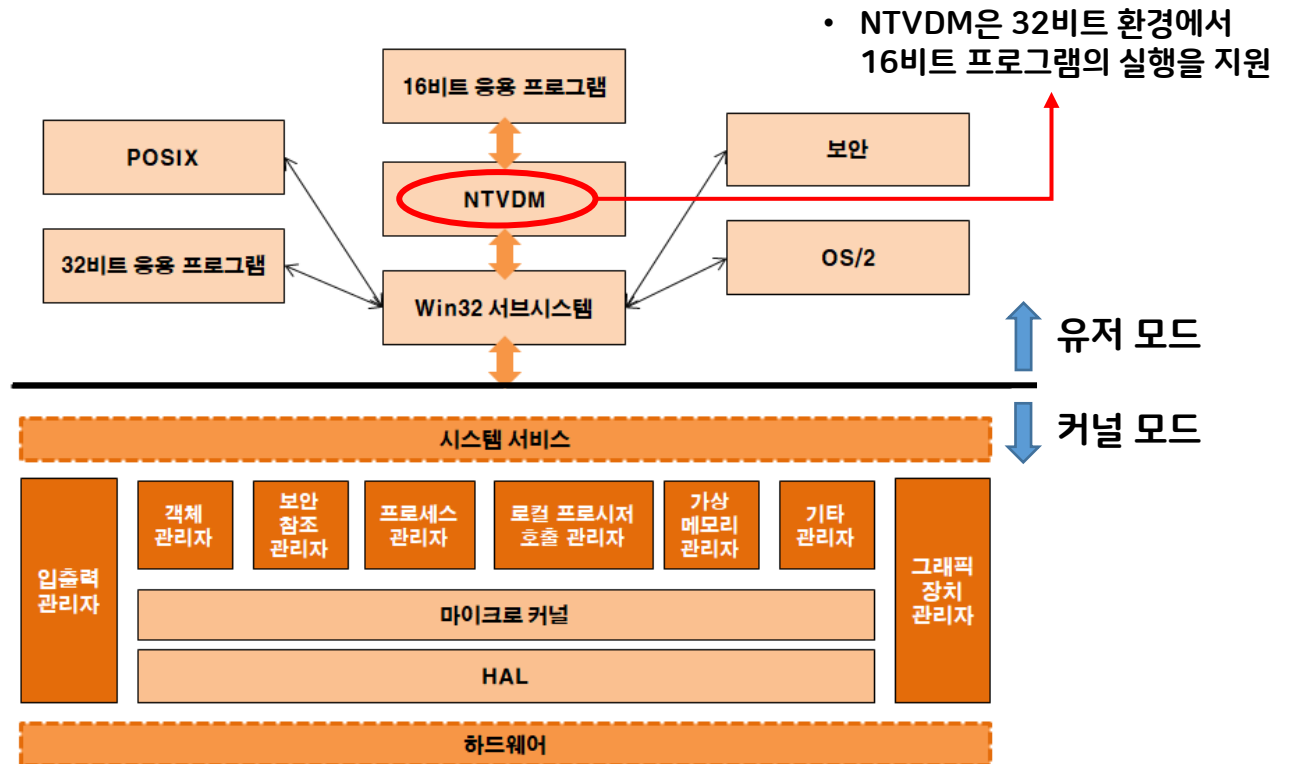 • NTVDM은 32비트 환경에서
16비트 프로그램의 실행을 지원
16비트 응용 프로그램
POSIX
보안
NTVDM
32비트 응용 프로그램
OS/2
Win32 서브시스템
유저 모드
커널 모드
시스템 서비스
입출력
관리자
객체
관리자
보안
참조
관리자
프로세스
관리자
로컬 프로시저
호출 관리자
가상
메모리
관리자
기타
관리자
그래픽
장치
관리자
마이크로 커널
HAL
하드웨어